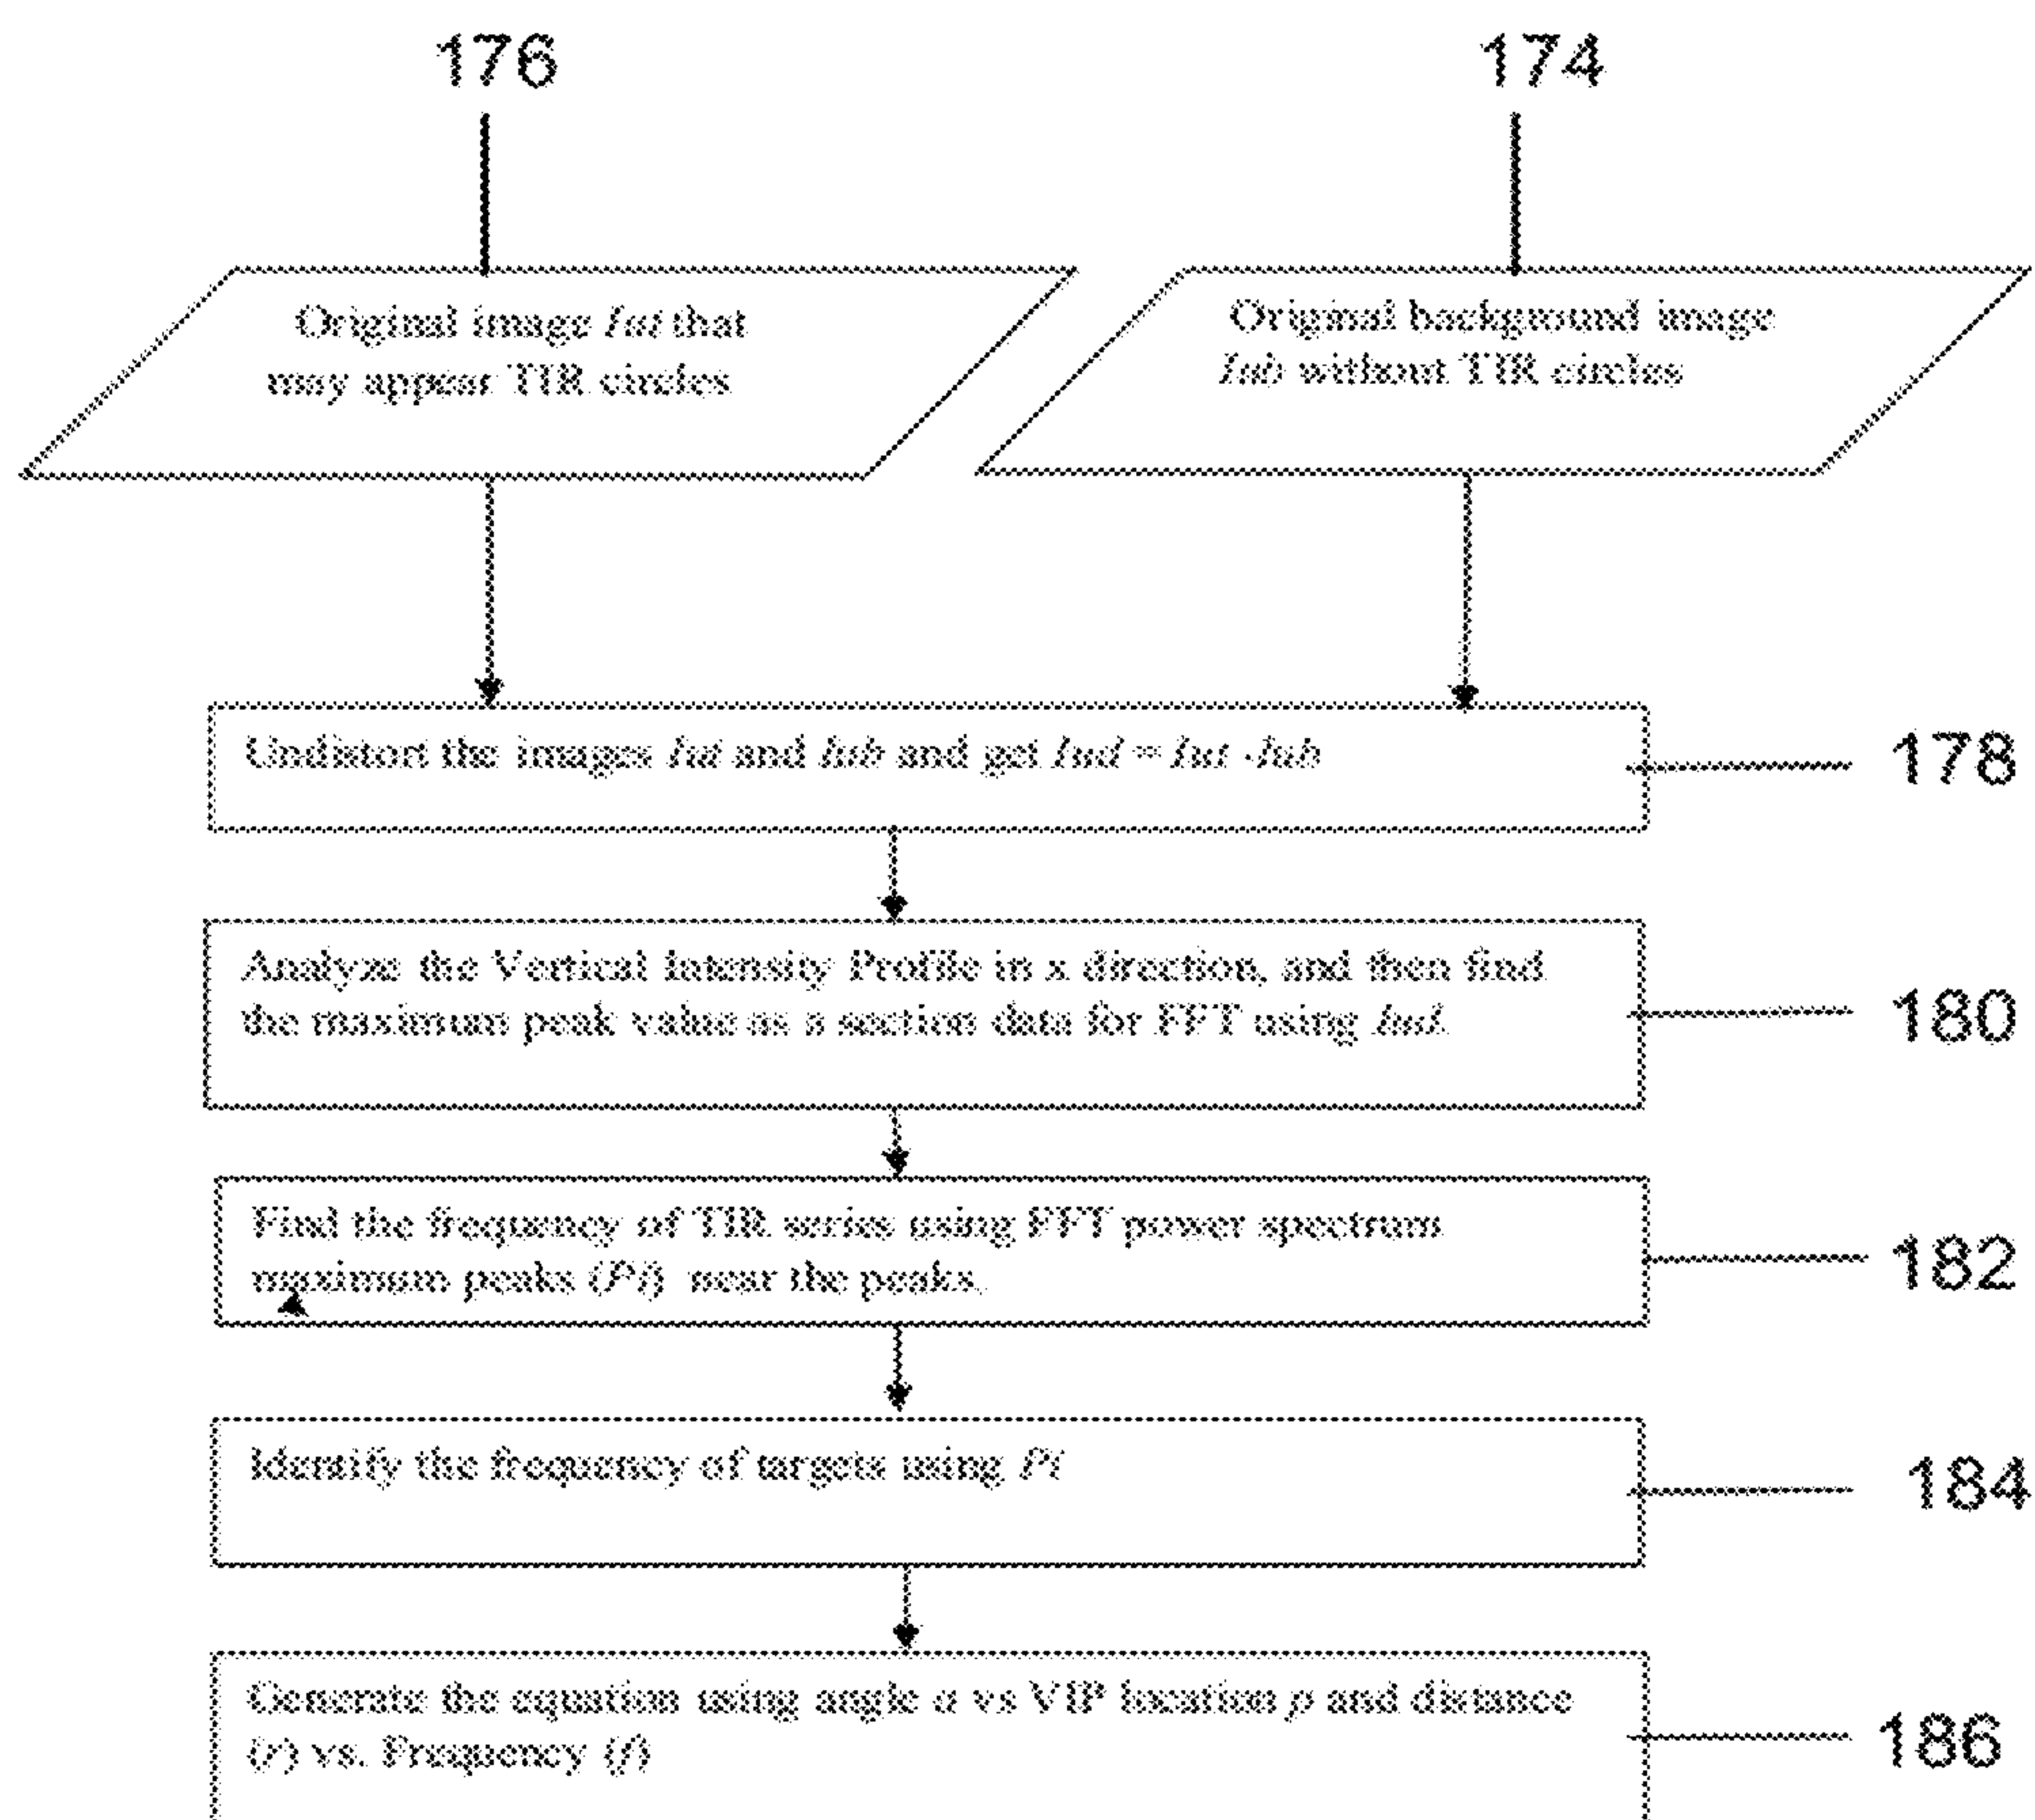 176
174
Original image Iut that
may appear TIR circles
Original background image
Iub without TIR circles
Undistort the images Iut and Iub and get Iud = Iut -Iub
178
Analyze the Vertical Intensity Profile in x direction, and then find
the maximum peak value as a section data for FFT using Iud.
180
Find the frequency of TIR series using FFT power spectrum
maximum peaks (Pi) near the peaks.
182
Identify the frequency of targets using Pi
184
Generate the equation using angle α vs VIP location p and distance
(r) vs. Frequency (f)
186